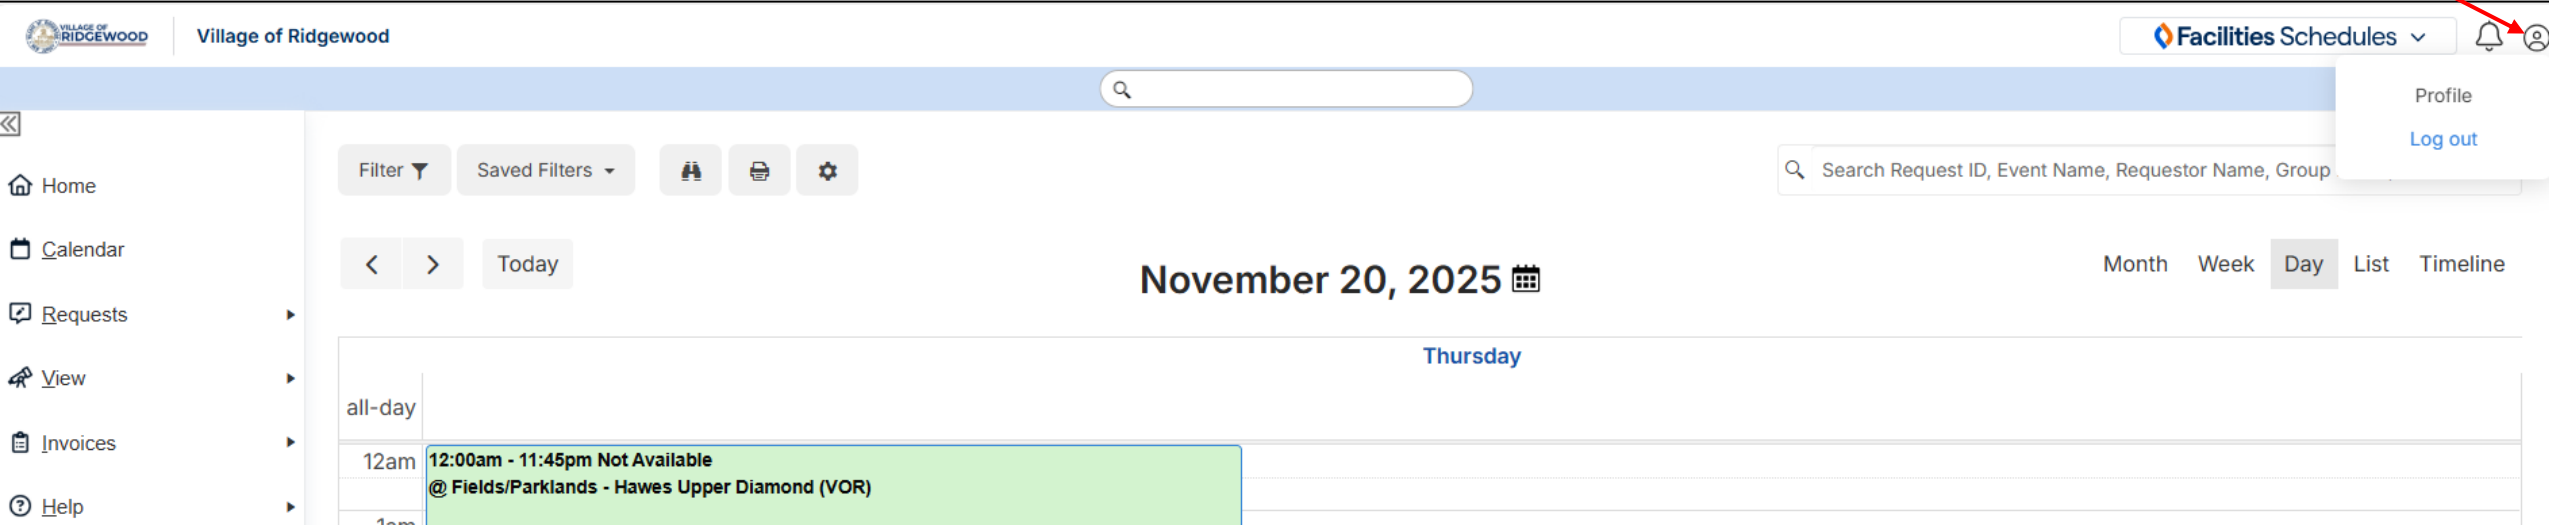 VILLAGE OF
RIDGEWOOD
Village of Ridgewood
Facilities Schedules
Profile
Log out
Filter
Saved Filters
Search Request ID, Event Name, Requestor Name, Group
Home
Calendar
Requests
View
Invoices
Help
Today
November 20, 2025
Month Week Day List Timeline
Thursday
all-day
12am
12:00am - 11:45pm Not Available
@ Fields/Parklands - Hawes Upper Diamond (VOR)
1am